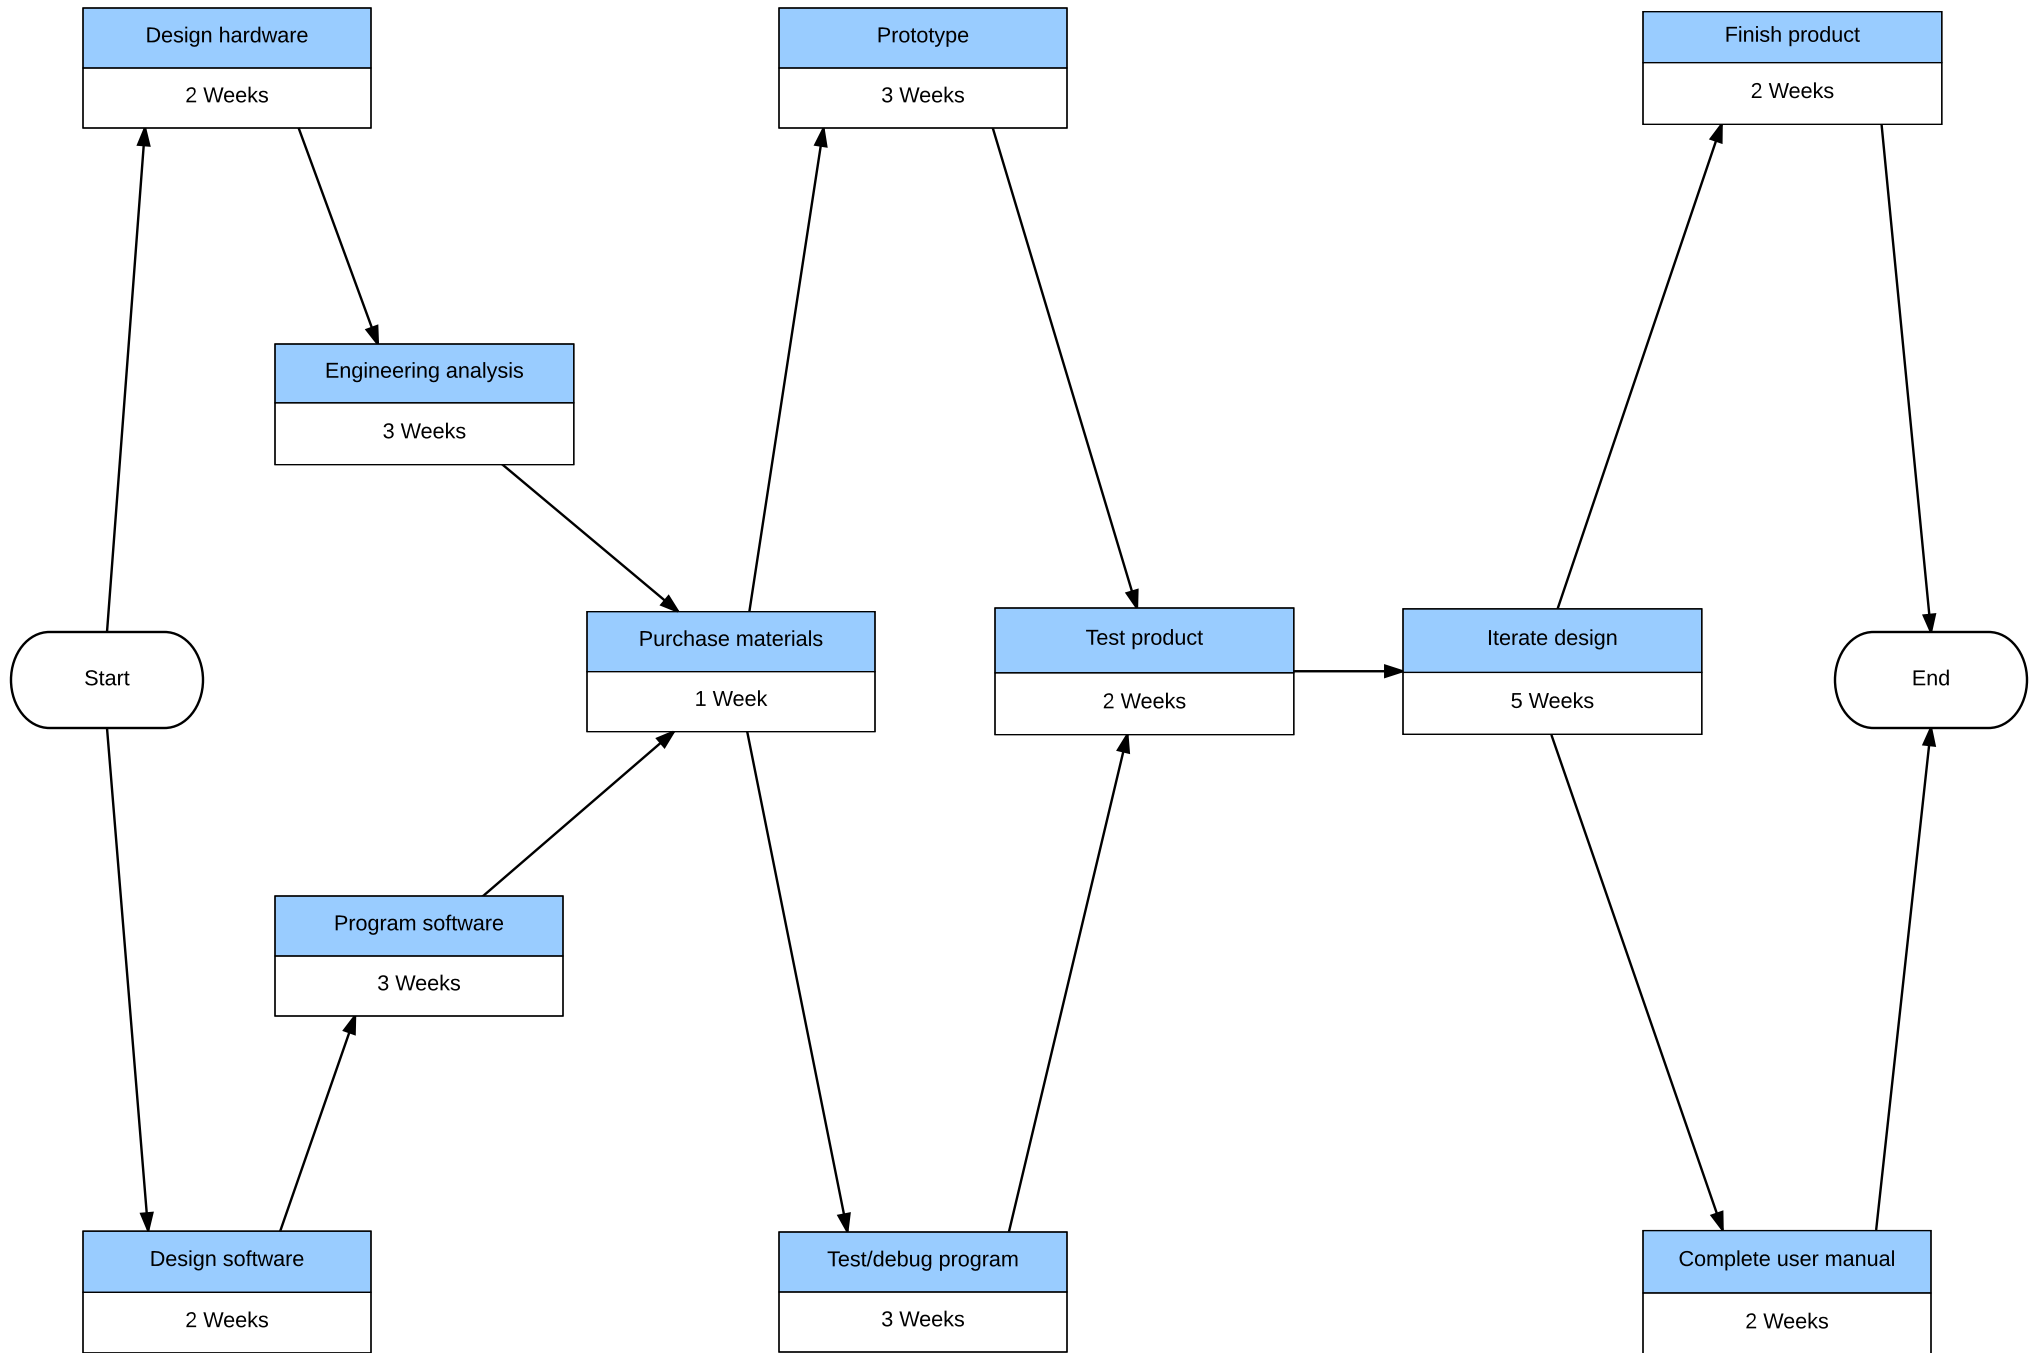 Design hardware
2 Weeks
Prototype
3 Weeks
Finish product
2 Weeks
Engineering analysis
3 Weeks
Start
Purchase materials
1 Week
Test product
2 Weeks
Iterate design
5 Weeks
End
Program software
3 Weeks
Design software
2 Weeks
Test/debug program
3 Weeks
Complete user manual
2 Weeks